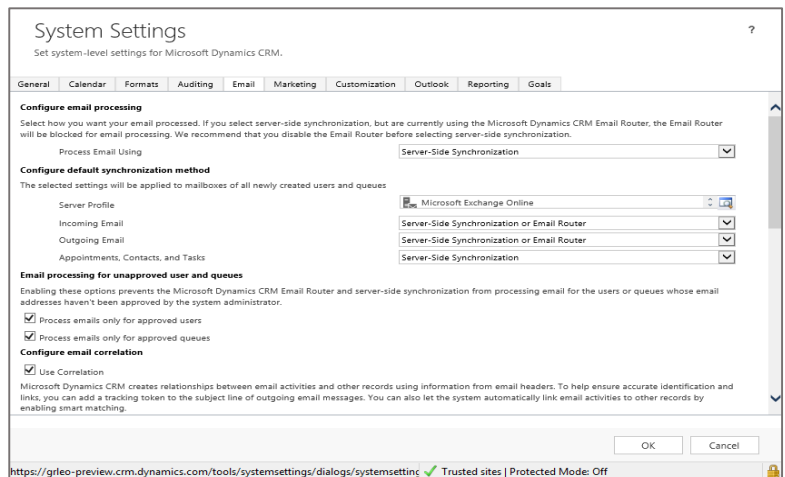 System Settings
?
Set system-level settings for Microsoft Dynamics CRM.
General Calendar Formats Auditing Email Marketing Customization Outlook Reporting Goals
Configure email processing
Select how you want your email processed. If you select server-side synchronization, but are currently using the Microsoft Dynamics CRM Email Router, the Email Router
will be blocked for email processing. We recommend that you disable the Email Router before selecting server-side synchronization.
Process Email Using Server-Side Synchronization
Configure default synchronization method
The selected settings will be applied to mailboxes of all newly created users and queues
Server Profile Microsoft Exchange Online
Incoming Email Server-Side Synchronization or Email Router
Outgoing Email Server-Side Synchronization or Email Router
Appointments, Contacts, and Tasks Server-Side Synchronization
Email processing for unapproved user and queues
Enabling these options prevents the Microsoft Dynamics CRM Email Router and server-side synchronization from processing email for the users or queues whose email
addresses haven't been approved by the system administrator.
Process emails only for approved users
Process emails only for approved queues
Configure email correlation
Use Correlation
Microsoft Dynamics CRM creates relationships between email activities and other records using information from email headers. To help ensure accurate identification and
links, you can add a tracking token to the subject line of outgoing email messages. You can also let the system automatically link email activities to other records by
enabling smart matching.
OK Cancel
https://grleo-preview.crm.dynamics.com/tools/systemsettings/dialogs/systemsetting Trusted sites | Protected Mode: Off